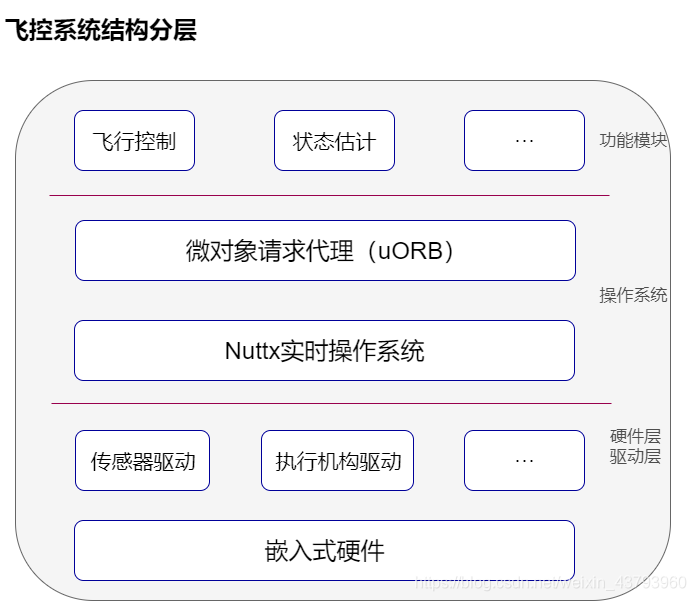 飞控系统结构分层
飞行控制
状态估计
...
功能模块
微对象请求代理（uORB）
操作系统
Nuttx实时操作系统
传感器驱动
执行机构驱动
...
硬件层
驱动层
嵌入式硬件
https://blog.csdn.net/weixin_43793960